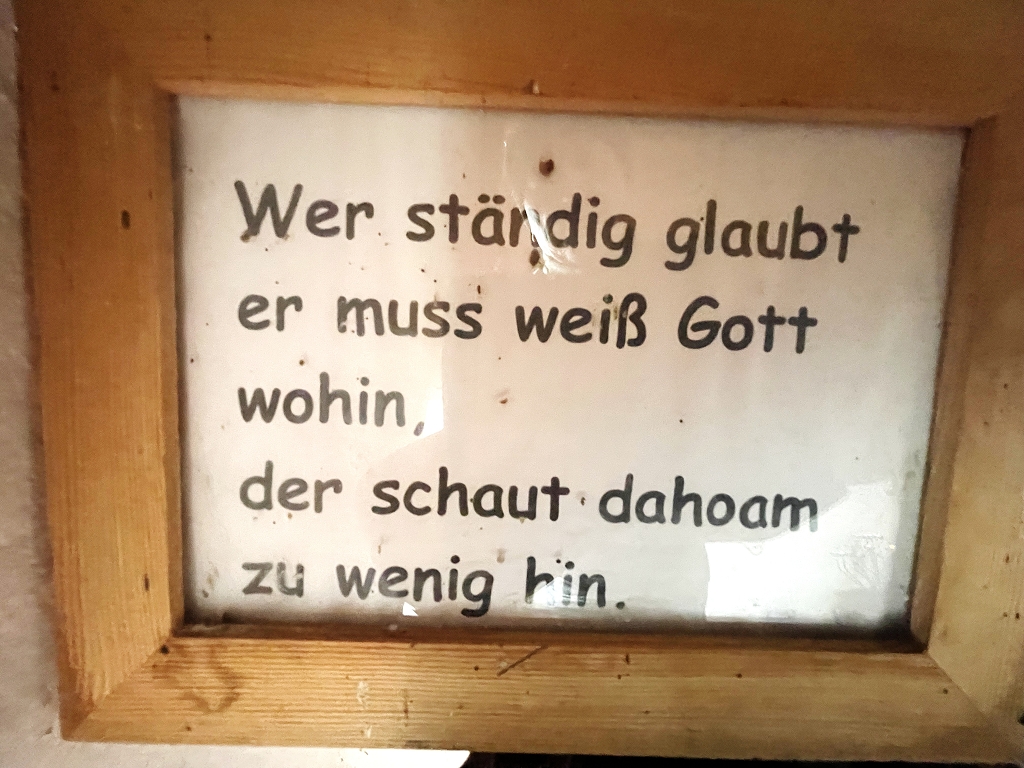 Wer ständig glaubt
er muss weiß Gott
wohin,
der schaut dahoam
zu wenig hin.